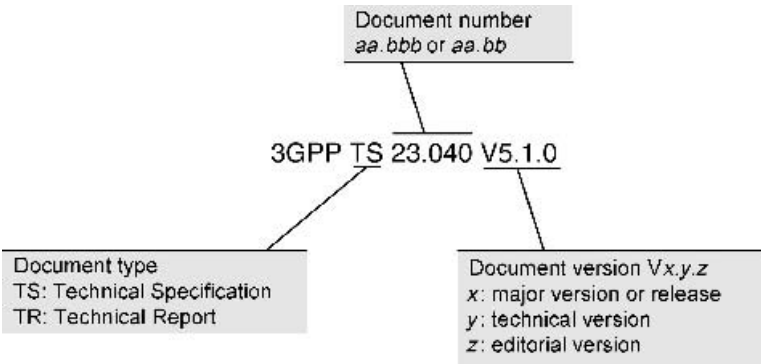 Document number
aa.bbb or aa.bb
3GPP TS 23.040 V5.1.0
Document type
TS: Technical Specification
TR: Technical Report
Document version Vx.y.z
x: major version or release
y: technical version
z: editorial version